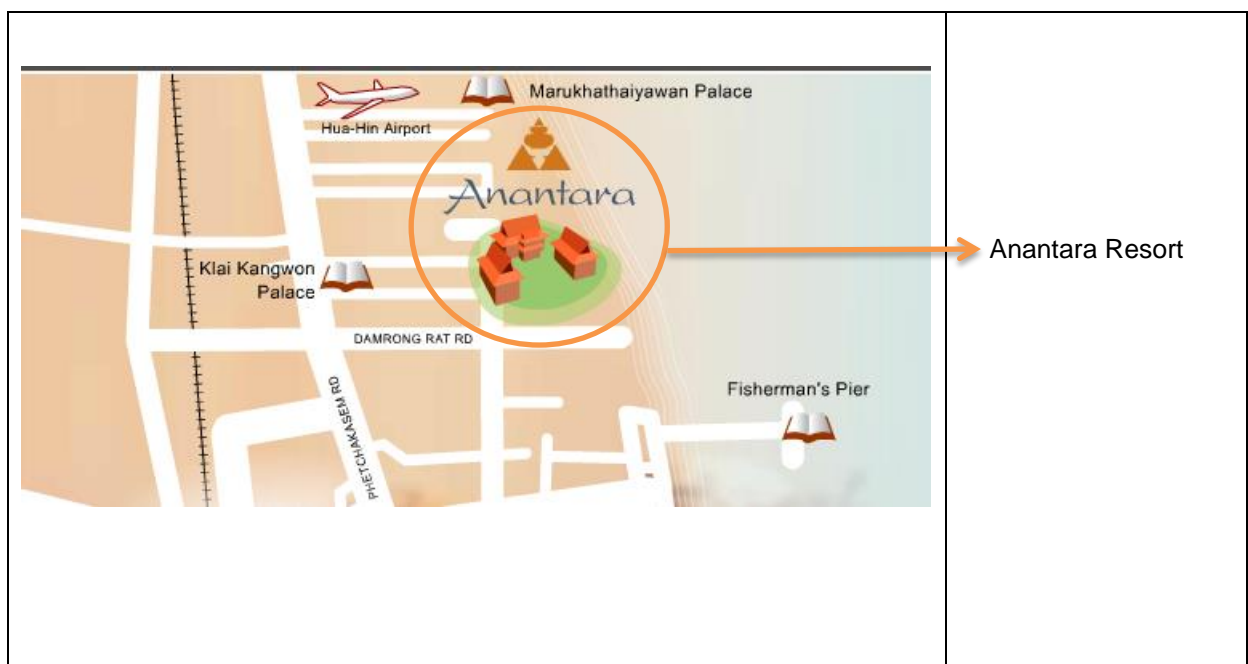 Marukhathaiyawan Palace
Hua-Hin Airport
Anantara
Anantara Resort
Klai Kangwon
Palace
DAMRONG RAT RD
PHETCHAKASEM RD
Fisherman's Pier